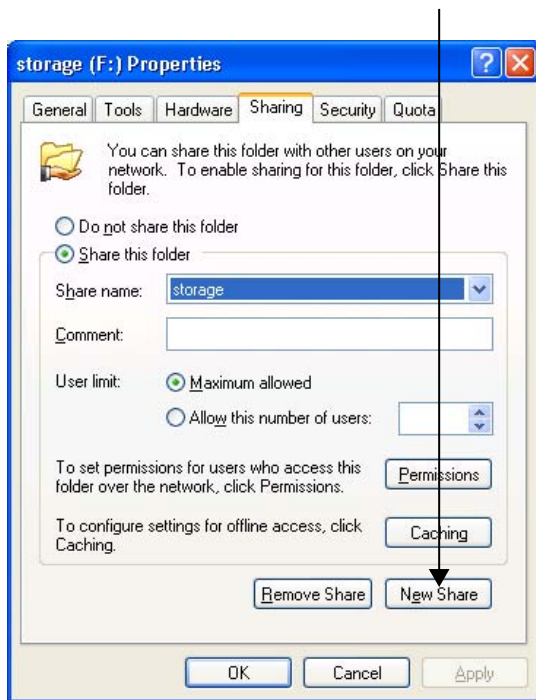 storage (F:) Properties
General Tools Hardware Sharing Security Quota
You can share this folder with other users on your
network. To enable sharing for this folder, click Share this
folder.
Do not share this folder
Share this folder
Share name: storage
Comment:
User limit: Maximum allowed
Allow this number of users:
To set permissions for users who access this
folder over the network, click Permissions.
Permissions
To configure settings for offline access, click
Caching.
Caching
Remove Share New Share
OK Cancel Apply